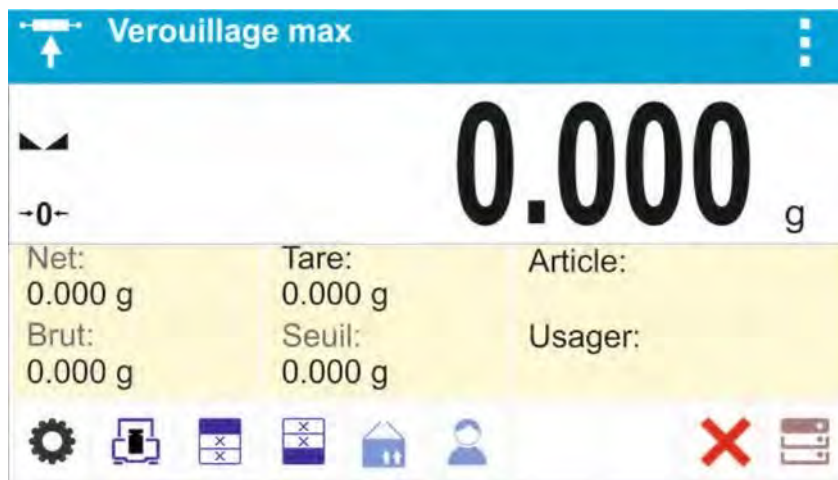 Verouillage max
0.000 g
→0←
Net:
0.000 g
Tare:
0.000 g
Article:
Brut:
0.000 g
Seuil:
0.000 g
Usager: